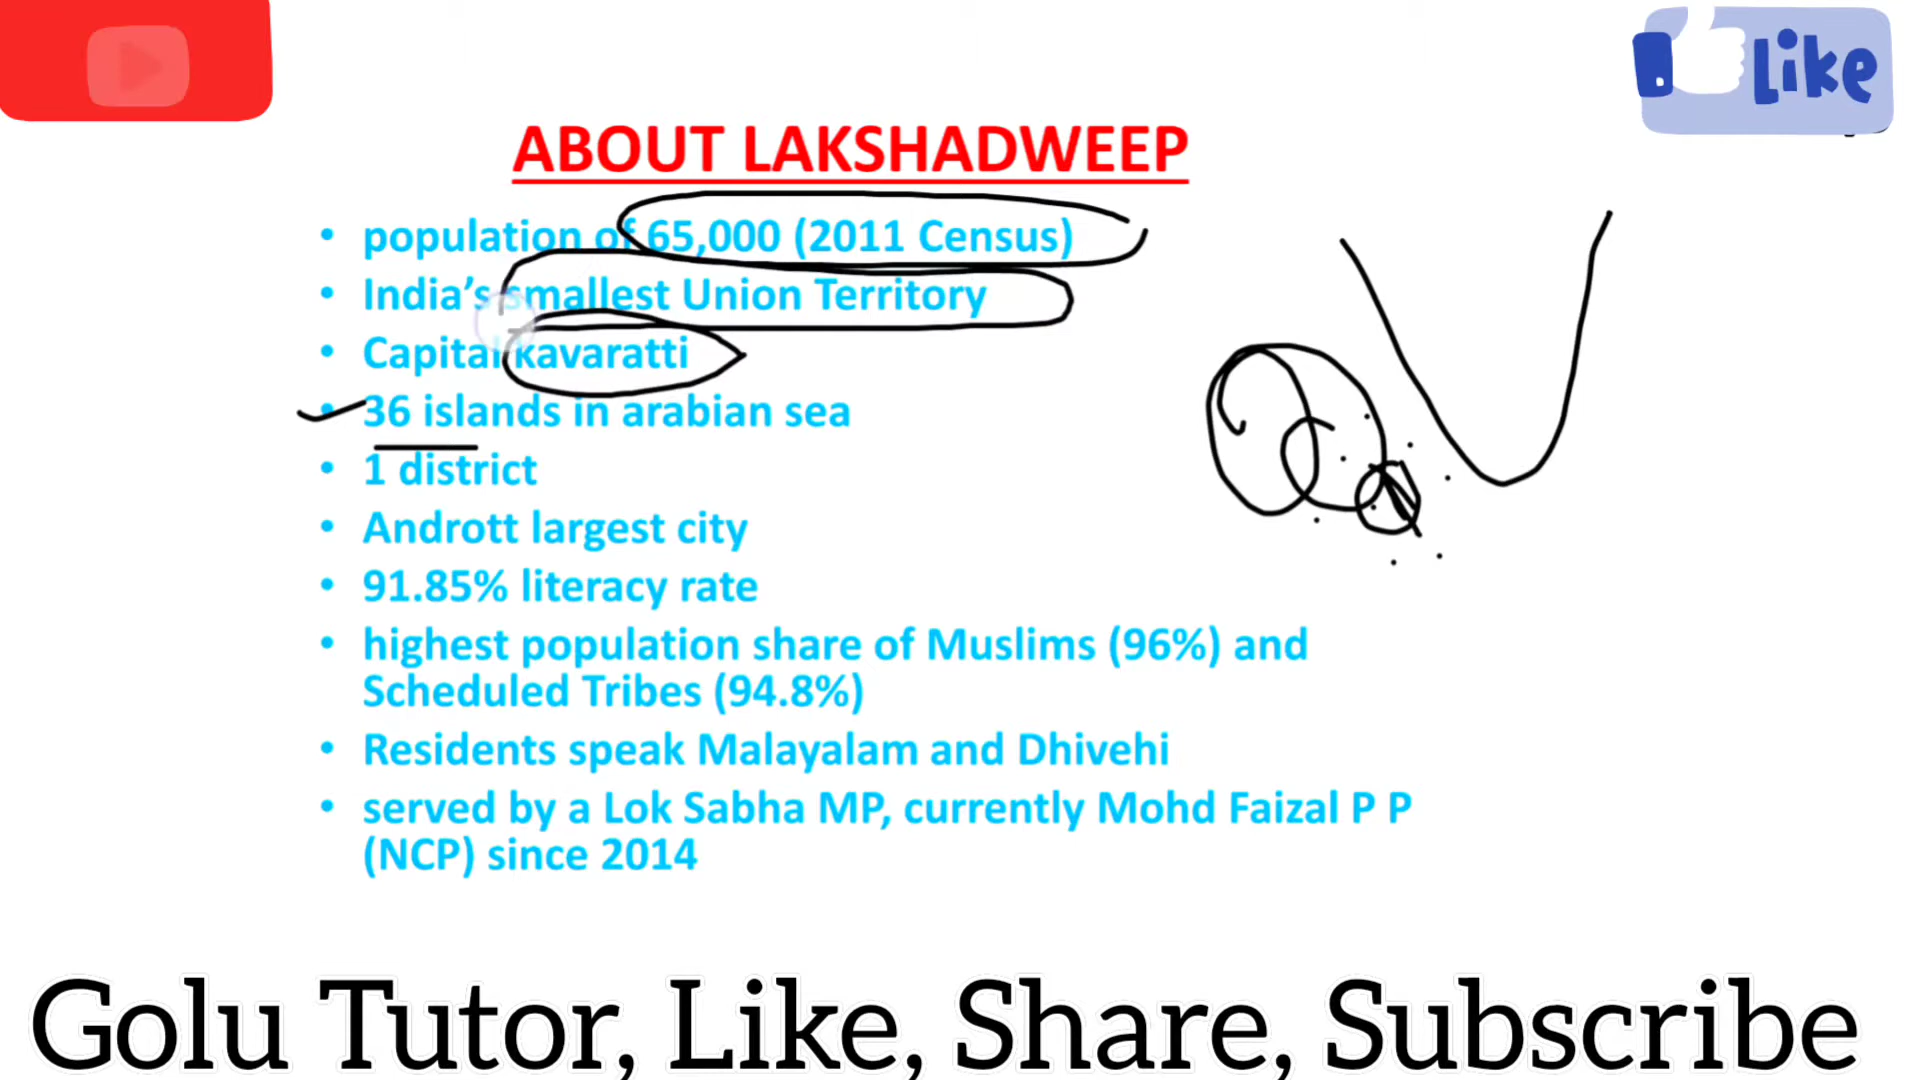 Like
ABOUT LAKSHADWEEP
• population of 65,000 (2011 Census)
• India's smallest Union Territory
• Capital kavaratti
• 36 islands in arabian sea
• 1 district
• Andrott largest city
• 91.85% literacy rate
• highest population share of Muslims (96%) and
Scheduled Tribes (94.8%)
• Residents speak Malayalam and Dhivehi
• served by a Lok Sabha MP, currently Mohd Faizal P P
(NCP) since 2014
Golu Tutor, Like, Share, Subscribe